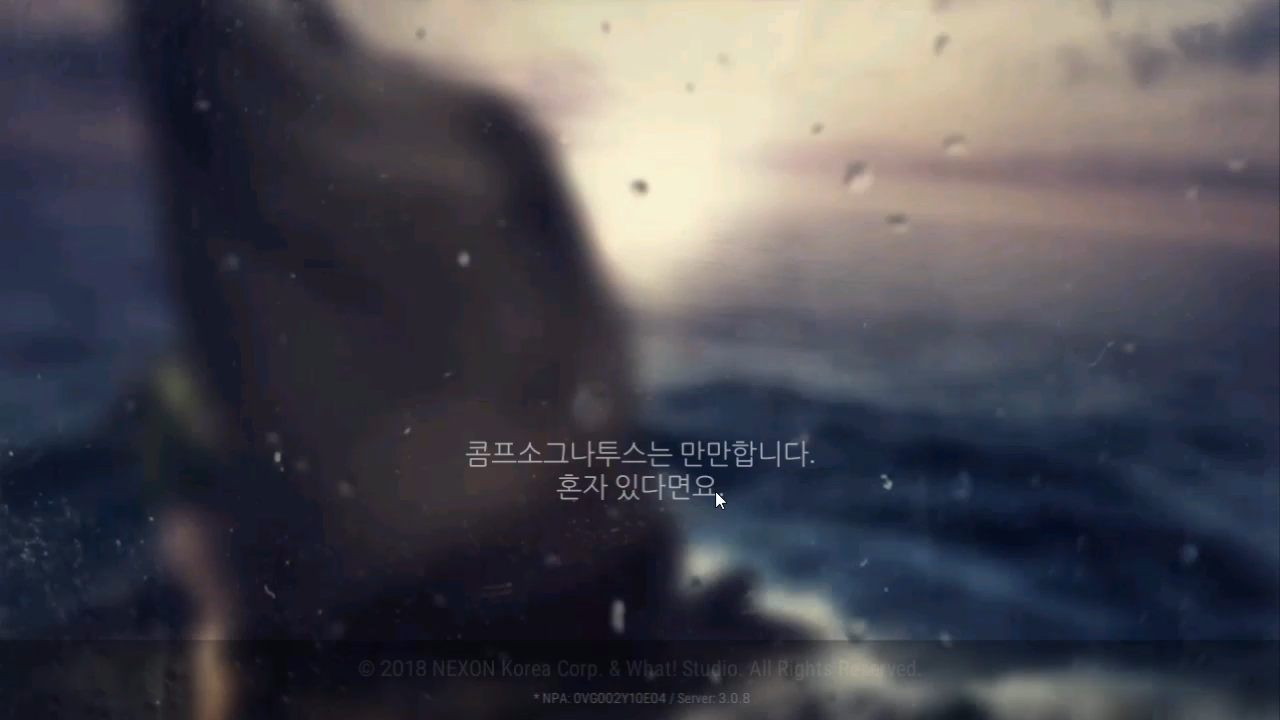 콤프소그나투스는 만만합니다.
혼자 있다면요.
© 2018 NEXON Korea Corp. & What! Studio. All Rights Reserved.
* NPA: 0VG002Y10E04 / Server: 3.0.8